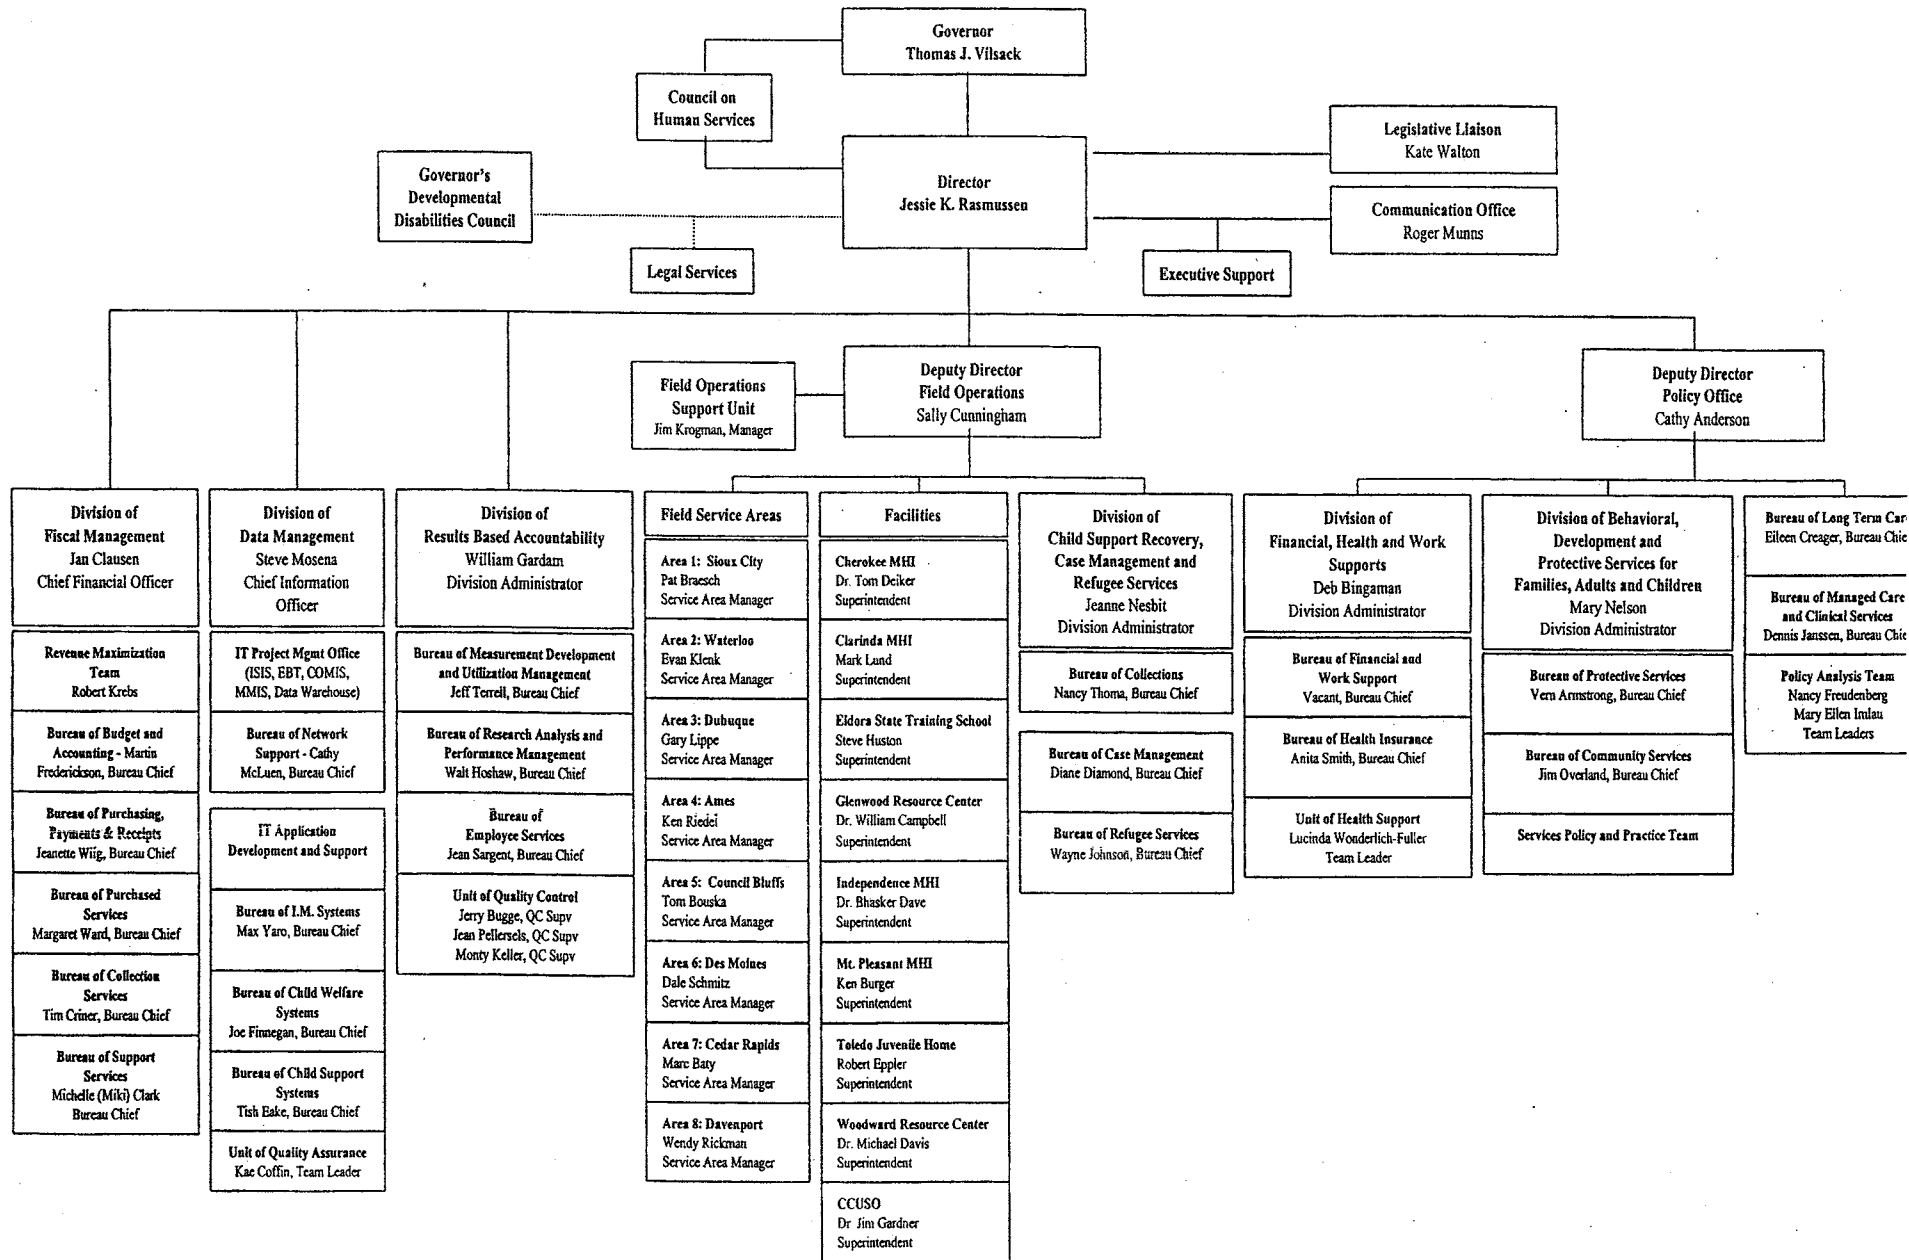 Governor
Thomas J. Vilsack
Council on
Human Services
Legislative Liaison
Kate Walton
Governor's
Developmental
Disabilities Council
Director
Jessie K. Rasmussen
Communication Office
Roger Munns
Legal Services
Executive Support
Field Operations
Support Unit
Jim Krogman, Manager
Deputy Director
Field Operations
Sally Cunningham
Deputy Director
Policy Office
Cathy Anderson
Division of
Fiscal Management
Jan Clausen
Chief Financial Officer
Revenue Maximization
Team
Robert Krebs
Bureau of Budget and
Accounting - Martin
Frederickson, Bureau Chief
Bureau of Purchasing,
Payments & Receipts
Jeanette Wiig, Bureau Chief
Bureau of Purchased
Services
Margaret Ward, Bureau Chief
Bureau of Collection
Services
Tim Criner, Bureau Chief
Bureau of Support
Services
Michelle (Miki) Clark
Bureau Chief
Division of
Data Management
Steve Mosena
Chief Information
Officer
IT Project Mgmt Office
(ISIS, EBT, COMIS,
MMIS, Data Warehouse)
Bureau of Network
Support - Cathy
McLuen, Bureau Chief
IT Application
Development and Support
Bureau of I.M. Systems
Max Yaro, Bureau Chief
Bureau of Child Welfare
Systems
Joe Finnegan, Bureau Chief
Bureau of Child Support
Systems
Tish Eake, Bureau Chief
Unit of Quality Assurance
Kae Coffin, Team Leader
Division of
Results Based Accountability
William Gardam
Division Administrator
Bureau of Measurement Development
and Utilization Management
Jeff Terrell, Bureau Chief
Bureau of Research Analysis and
Performance Management
Walt Hoshaw, Bureau Chief
Bureau of
Employee Services
Jean Sargent, Bureau Chief
Unit of Quality Control
Jerry Bugge, QC Supv
Jean Pellersels, QC Supv
Monty Keller, QC Supv
Field Service Areas
Area 1: Sioux City
Pat Braesch
Service Area Manager
Area 2: Waterloo
Evan Klenk
Service Area Manager
Area 3: Dubuque
Gary Lippe
Service Area Manager
Area 4: Ames
Ken Riedel
Service Area Manager
Area 5: Council Bluffs
Tom Bouska
Service Area Manager
Area 6: Des Moines
Dale Schmitz
Service Area Manager
Area 7: Cedar Rapids
Marc Baty
Service Area Manager
Area 8: Davenport
Wendy Rickman
Service Area Manager
Facilities
Cherokee MHI
Dr. Tom Deiker
Superintendent
Clarinda MHI
Mark Lund
Superintendent
Eldora State Training School
Steve Huston
Superintendent
Glenwood Resource Center
Dr. William Campbell
Superintendent
Independence MHI
Dr. Bhasker Dave
Superintendent
Mt. Pleasant MHI
Ken Burger
Superintendent
Toledo Juvenile Home
Robert Eppler
Superintendent
Woodward Resource Center
Dr. Michael Davis
Superintendent
CCUSO
Dr Jim Gardner
Superintendent
Division of
Child Support Recovery,
Case Management and
Refugee Services
Jeanne Nesbit
Division Administrator
Bureau of Collections
Nancy Thoma, Bureau Chief
Bureau of Case Management
Diane Diamond, Bureau Chief
Bureau of Refugee Services
Wayne Johnson, Bureau Chief
Division of
Financial, Health and Work
Supports
Deb Bingaman
Division Administrator
Bureau of Financial and
Work Support
Vacant, Bureau Chief
Bureau of Health Insurance
Anita Smith, Bureau Chief
Unit of Health Support
Lucinda Wonderlich-Fuller
Team Leader
Division of Behavioral,
Development and
Protective Services for
Families, Adults and Children
Mary Nelson
Division Administrator
Bureau of Protective Services
Vern Armstrong, Bureau Chief
Bureau of Community Services
Jim Overland, Bureau Chief
Services Policy and Practice Team
Bureau of Long Term Car
Eileen Creager, Bureau Chie
Bureau of Managed Care
and Clinical Services
Dennis Janssen, Bureau Chie
Policy Analysis Team
Nancy Freudenberg
Mary Ellen Imlau
Team Leaders